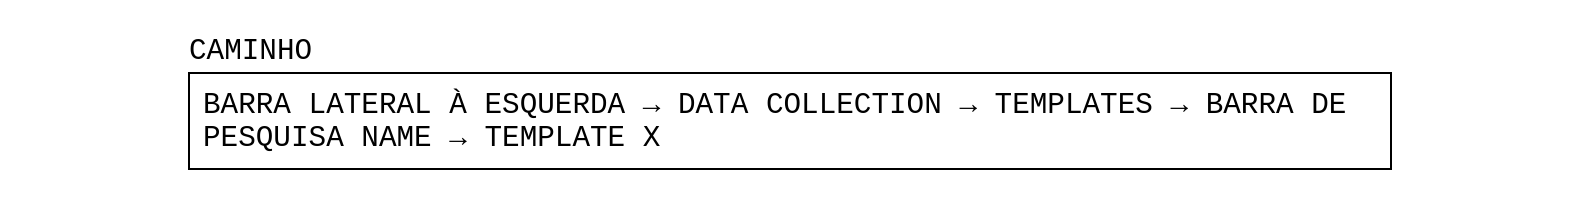 CAMINHO
BARRA LATERAL À ESQUERDA → DATA COLLECTION → TEMPLATES → BARRA DE
PESQUISA NAME → TEMPLATE X